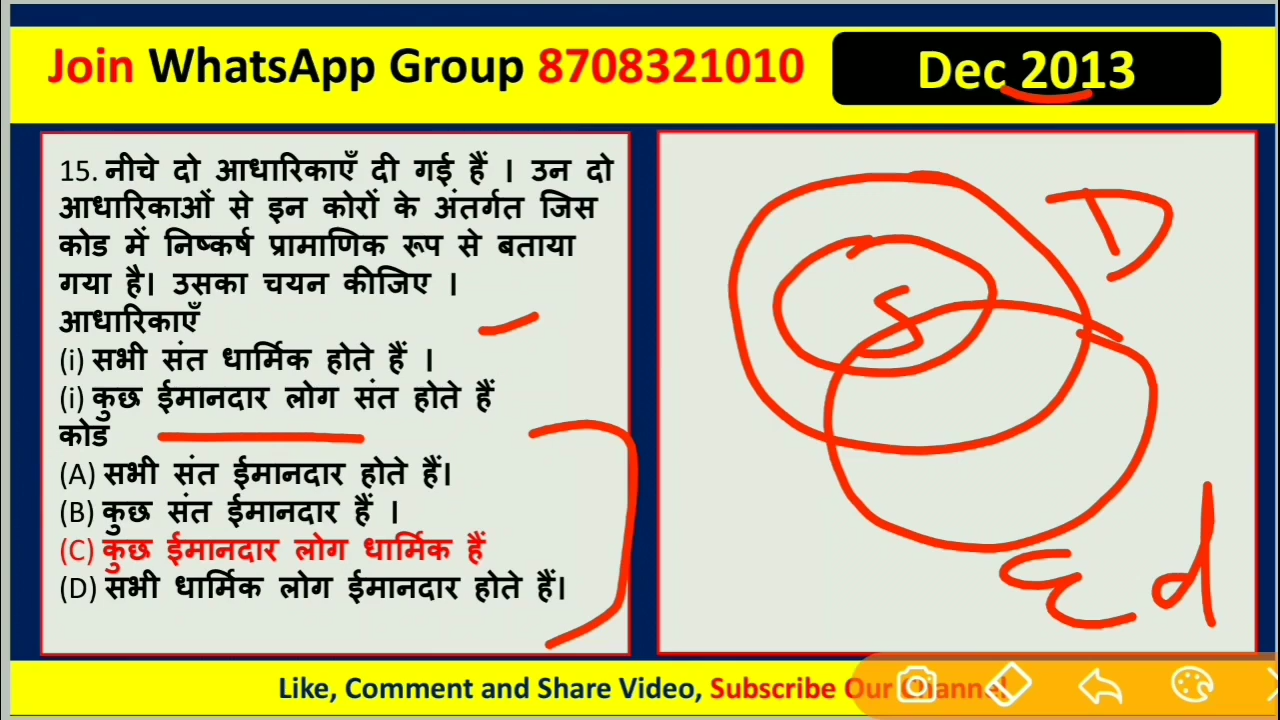 Join WhatsApp Group 8708321010
Dec 2013
15. नीचे दो आधारिकाएँ दी गई हैं । उन दो
आधारिकाओं से इन कोरों के अंतर्गत जिस
कोड में निष्कर्ष प्रामाणिक रूप से बताया
गया है। उसका चयन कीजिए ।
आधारिकाएँ
(i) सभी संत धार्मिक होते हैं ।
(i) कुछ ईमानदार लोग संत होते हैं
कोड
(A) सभी संत ईमानदार होते हैं।
(B) कुछ संत ईमानदार हैं ।
(C) कुछ ईमानदार लोग धार्मिक हैं
(D) सभी धार्मिक लोग ईमानदार होते हैं।
D
S
Ed
Like, Comment and Share Video, Subscribe Our Channel